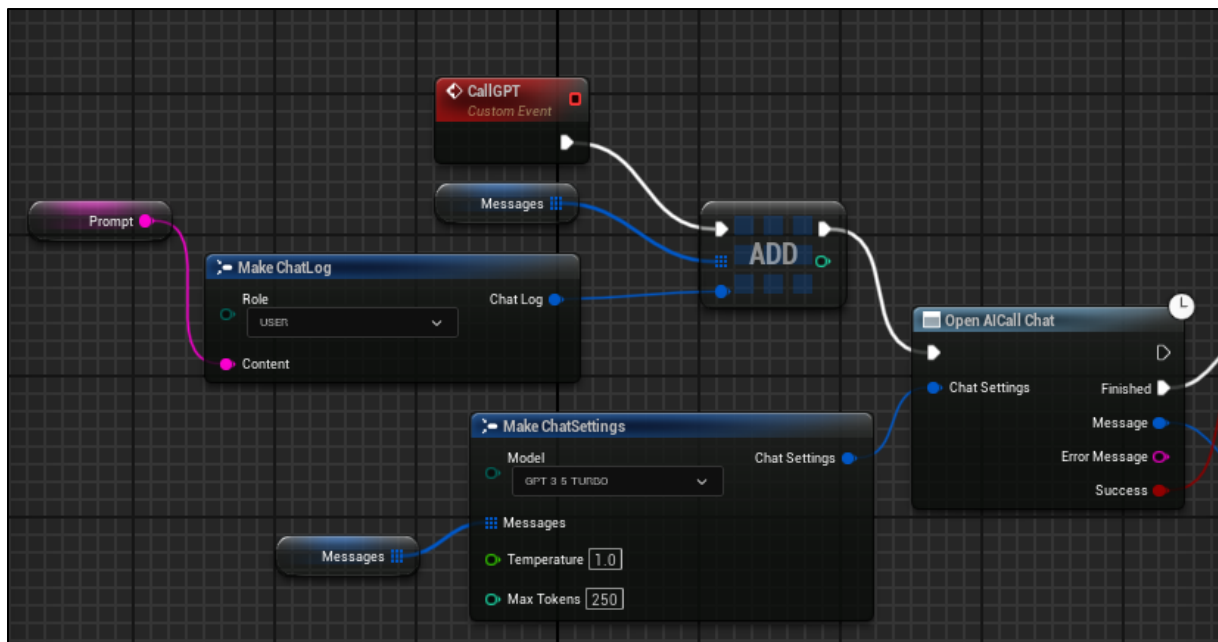 CallGPT
Custom Event
Messages
Prompt
ADD
Make ChatLog
Role
Chat Log
USER
Content
Open AICall Chat
Chat Settings
Finished
Message
Error Message
Success
Make ChatSettings
Model
Chat Settings
GPT 3 5 TURBO
Messages
Messages
Temperature 1.0
Max Tokens 250